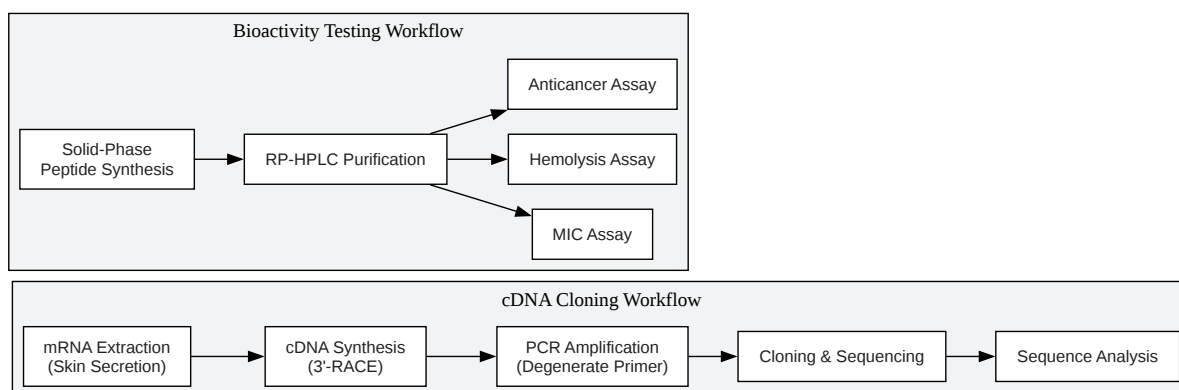 Bioactivity Testing Workflow
Anticancer Assay
Solid-Phase
Peptide Synthesis
RP-HPLC Purification
Hemolysis Assay
MIC Assay
cDNA Cloning Workflow
mRNA Extraction
(Skin Secretion)
cDNA Synthesis
(3'-RACE)
PCR Amplification
(Degenerate Primer)
Cloning & Sequencing
Sequence Analysis